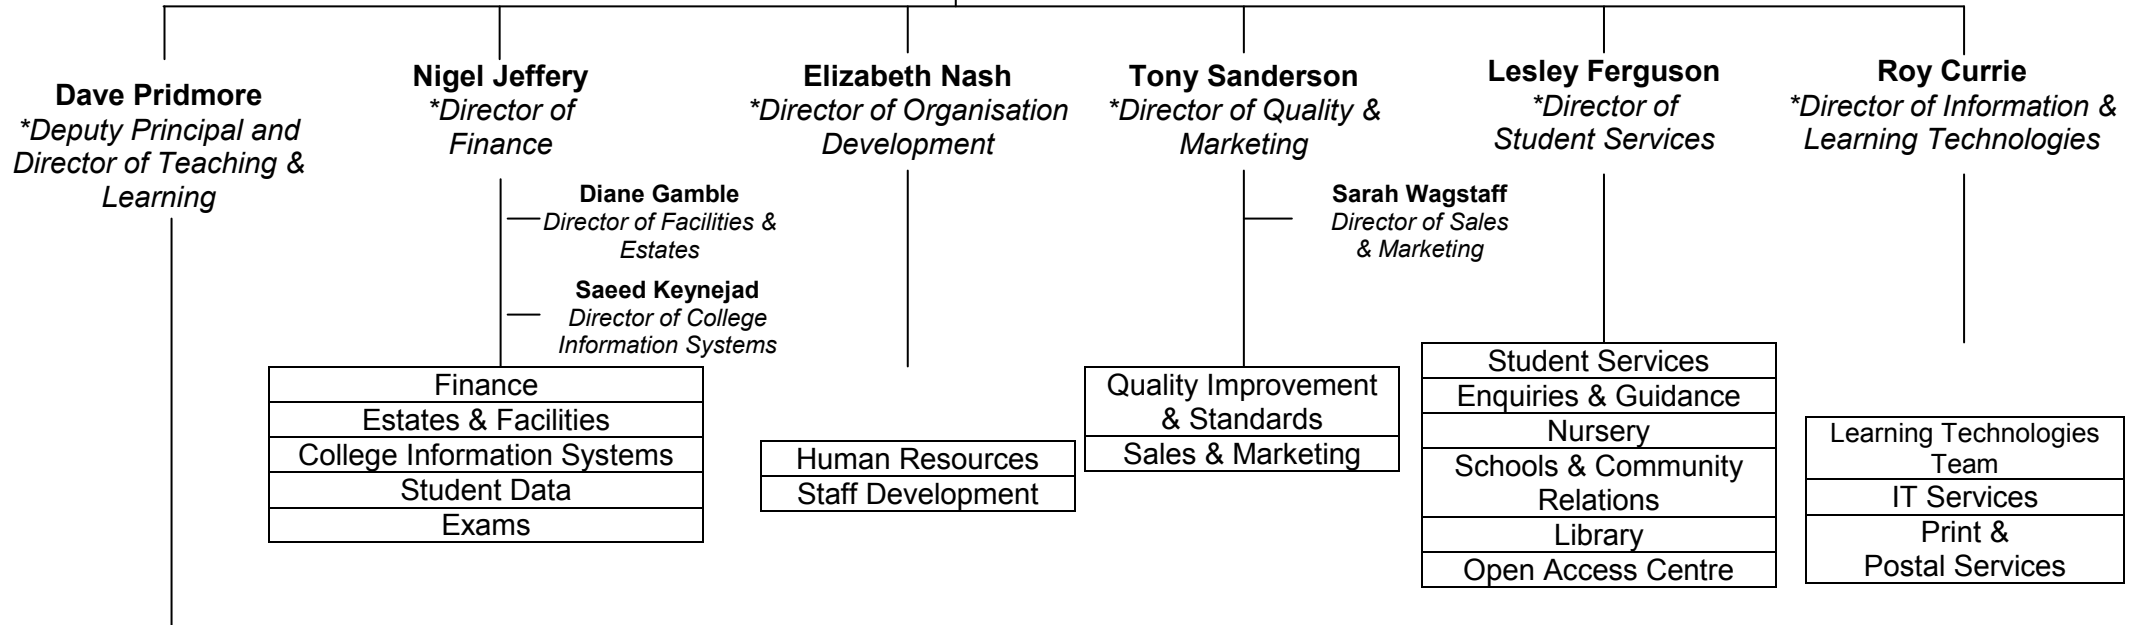 Dave Pridmore
*Deputy Principal and
Director of Teaching &
Learning
Nigel Jeffery
*Director of
Finance
Diane Gamble
Director of Facilities &
Estates
Saeed Keynejad
Director of College
Information Systems
Finance
Estates & Facilities
College Information Systems
Student Data
Exams
Elizabeth Nash
*Director of Organisation
Development
Human Resources
Staff Development
Tony Sanderson
*Director of Quality &
Marketing
Sarah Wagstaff
Director of Sales
& Marketing
Quality Improvement
& Standards
Sales & Marketing
Lesley Ferguson
*Director of
Student Services
Student Services
Enquiries & Guidance
Nursery
Schools & Community
Relations
Library
Open Access Centre
Roy Currie
*Director of Information &
Learning Technologies
Learning Technologies
Team
IT Services
Print &
Postal Services